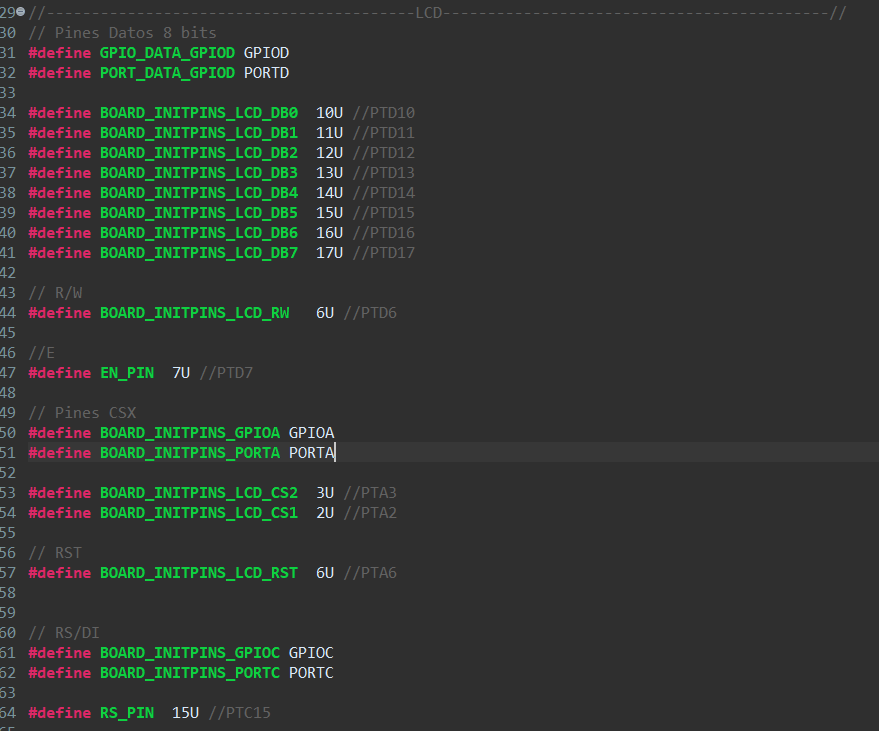 29 //-----------------------------------------LCD-------------------------------------------//
30 // Pines Datos 8 bits
31 #define GPIO_DATA_GPIOD GPIOD
32 #define PORT_DATA_GPIOD PORTD
33
34 #define BOARD_INITPINS_LCD_DB0  10U //PTD10
35 #define BOARD_INITPINS_LCD_DB1  11U //PTD11
36 #define BOARD_INITPINS_LCD_DB2  12U //PTD12
37 #define BOARD_INITPINS_LCD_DB3  13U //PTD13
38 #define BOARD_INITPINS_LCD_DB4  14U //PTD14
39 #define BOARD_INITPINS_LCD_DB5  15U //PTD15
40 #define BOARD_INITPINS_LCD_DB6  16U //PTD16
41 #define BOARD_INITPINS_LCD_DB7  17U //PTD17
42
43 // R/W
44 #define BOARD_INITPINS_LCD_RW   6U //PTD6
45
46 //E
47 #define EN_PIN  7U //PTD7
48
49 // Pines CSX
50 #define BOARD_INITPINS_GPIOA GPIOA
51 #define BOARD_INITPINS_PORTA PORTA
52
53 #define BOARD_INITPINS_LCD_CS2  3U //PTA3
54 #define BOARD_INITPINS_LCD_CS1  2U //PTA2
55
56 // RST
57 #define BOARD_INITPINS_LCD_RST  6U //PTA6
58
59
60 // RS/DI
61 #define BOARD_INITPINS_GPIOC GPIOC
62 #define BOARD_INITPINS_PORTC PORTC
63
64 #define RS_PIN  15U //PTC15